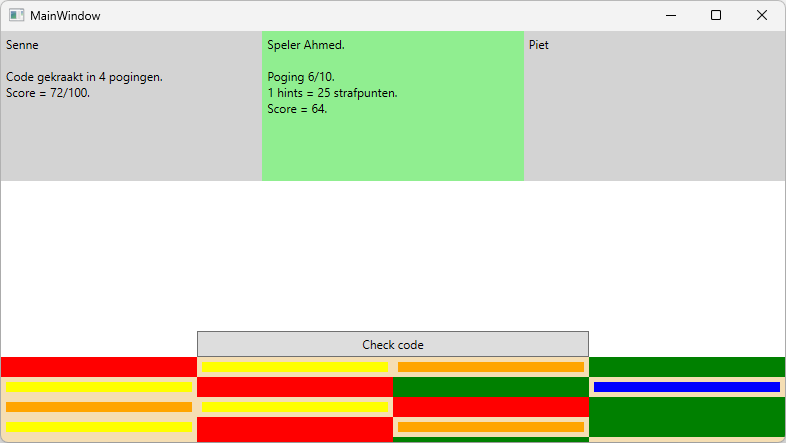 MainWindow
Senne
Code gekraakt in 4 pogingen.
Score = 72/100.
Speler Ahmed.
Poging 6/10.
1 hints = 25 strafpunten.
Score = 64.
Piet
Check code